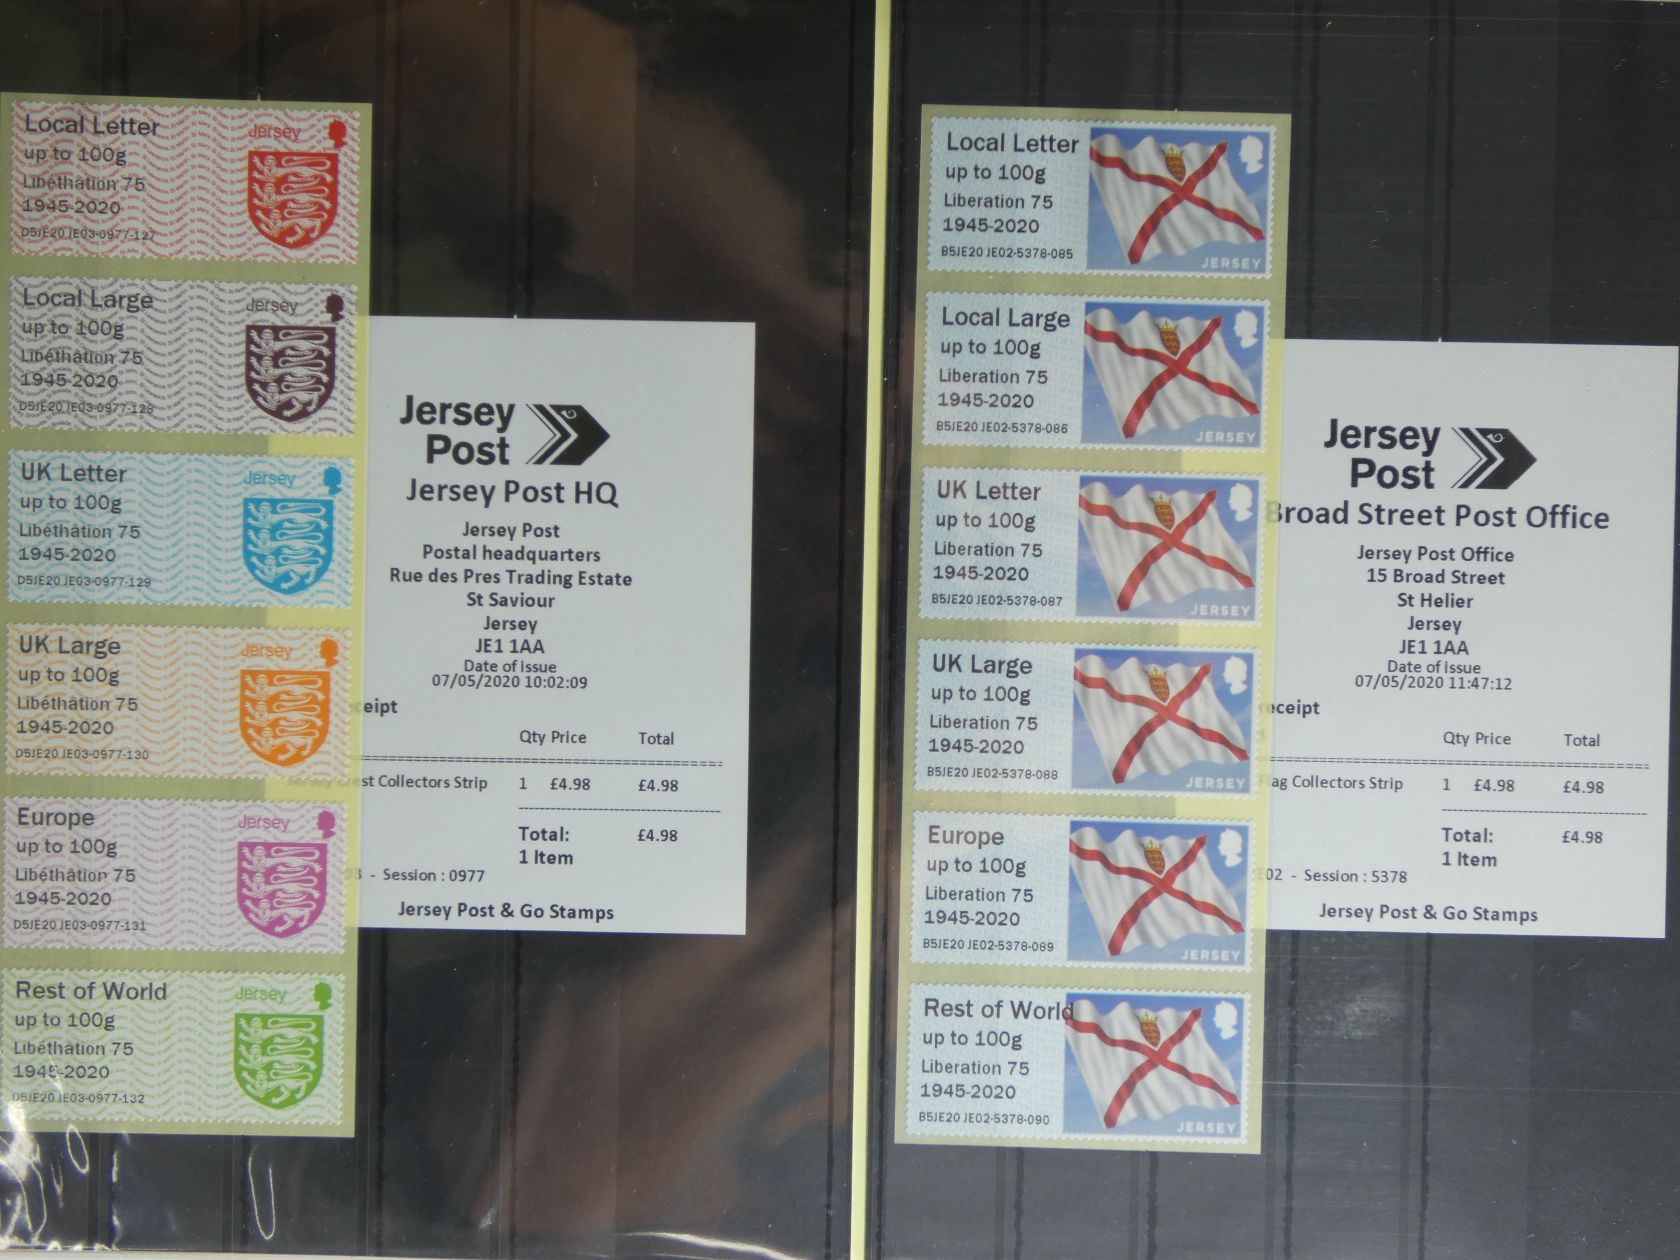 Local Letter
up to 100g
Libéthâtion 75
1945-2020
D5JE20 JE03-0977-127
Jersey
Local Large
up to 100g
Libéthâtion 75
1945-2020
D5JE20 JE03-0977-128
Jersey
UK Letter
up to 100g
Libéthâtion 75
1945-2020
D5JE20 JE03-0977-129
Jersey
UK Large
up to 100g
Libéthâtion 75
1945-2020
D5JE20 JE03-0977-130
Jersey
Europe
up to 100g
Libéthâtion 75
1945-2020
D5JE20 JE03-0977-131
Jersey
Rest of World
up to 100g
Libéthâtion 75
1945-2020
D5JE20 JE03-0977-132
Jersey
Jersey
Post
Jersey Post HQ
Jersey Post
Postal headquarters
Rue des Pres Trading Estate
St Saviour
Jersey
JE1 1AA
Date of issue
07/05/2020 10:02:09
ceipt
Qty Price Total
Jersey Crest Collectors Strip 1 £4.98 £4.98
Total: £4.98
1 Item
- Session : 0977
Jersey Post & Go Stamps
Local Letter
up to 100g
Liberation 75
1945-2020
B5JE20 JE02-5378-085
JERSEY
Local Large
up to 100g
Liberation 75
1945-2020
B5JE20 JE02-5378-086
JERSEY
UK Letter
up to 100g
Liberation 75
1945-2020
B5JE20 JE02-5378-087
JERSEY
UK Large
up to 100g
Liberation 75
1945-2020
B5JE20 JE02-5378-088
JERSEY
Europe
up to 100g
Liberation 75
1945-2020
B5JE20 JE02-5378-089
JERSEY
Rest of World
up to 100g
Liberation 75
1945-2020
B5JE20 JE02-5378-090
JERSEY
Jersey
Post
Broad Street Post Office
Jersey Post Office
15 Broad Street
St Helier
Jersey
JE1 1AA
Date of issue
07/05/2020 11:47:12
receipt
Qty Price Total
Flag Collectors Strip 1 £4.98 £4.98
Total: £4.98
1 Item
E02 - Session : 5378
Jersey Post & Go Stamps